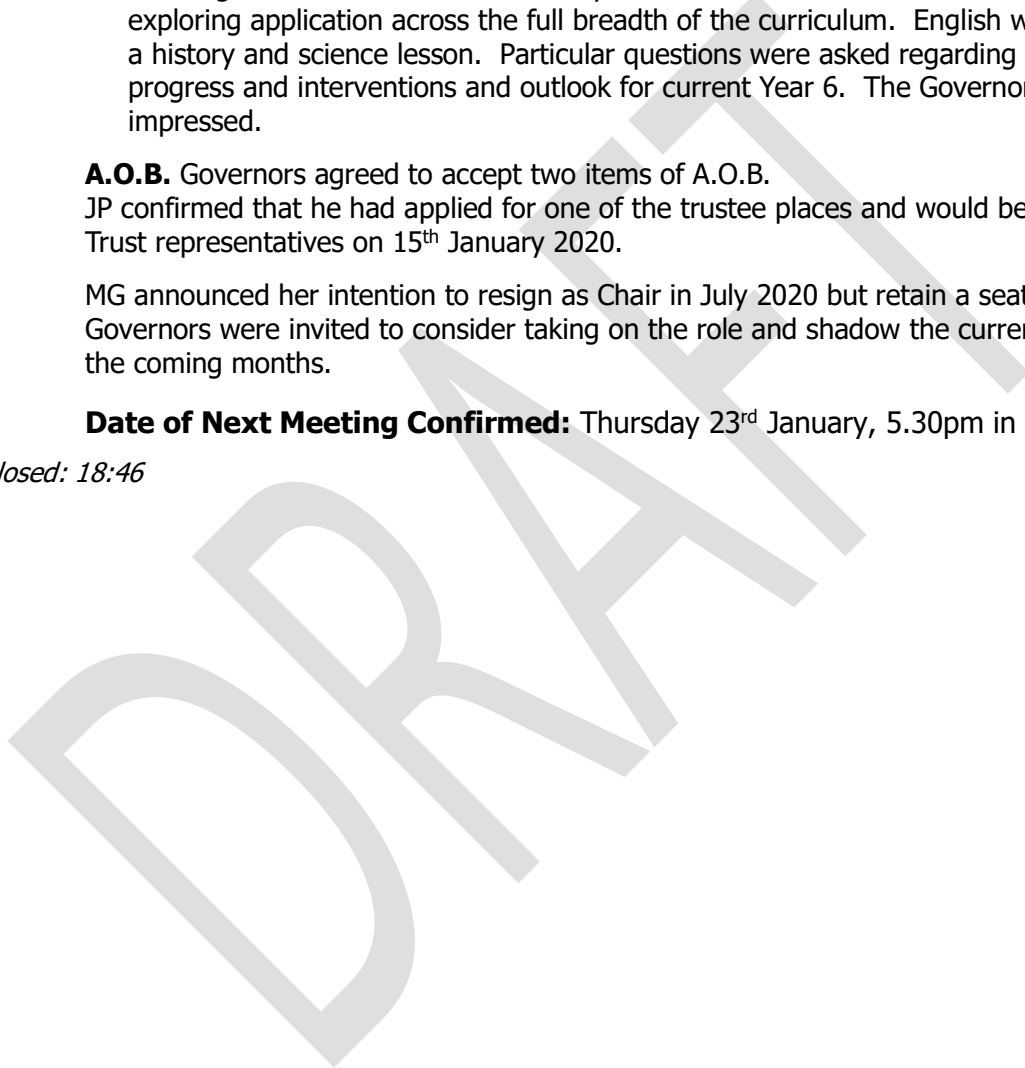 exploring application across the full breadth of the curriculum. English w
a history and science lesson. Particular questions were asked regarding
progress and interventions and outlook for current Year 6. The Governor
impressed.
A.O.B. Governors agreed to accept two items of A.O.B.
JP confirmed that he had applied for one of the trustee places and would be
Trust representatives on 15th January 2020.
MG announced her intention to resign as Chair in July 2020 but retain a seat
Governors were invited to consider taking on the role and shadow the curren
the coming months.
Date of Next Meeting Confirmed: Thursday 23rd January, 5.30pm in
losed: 18:46
DRAFT